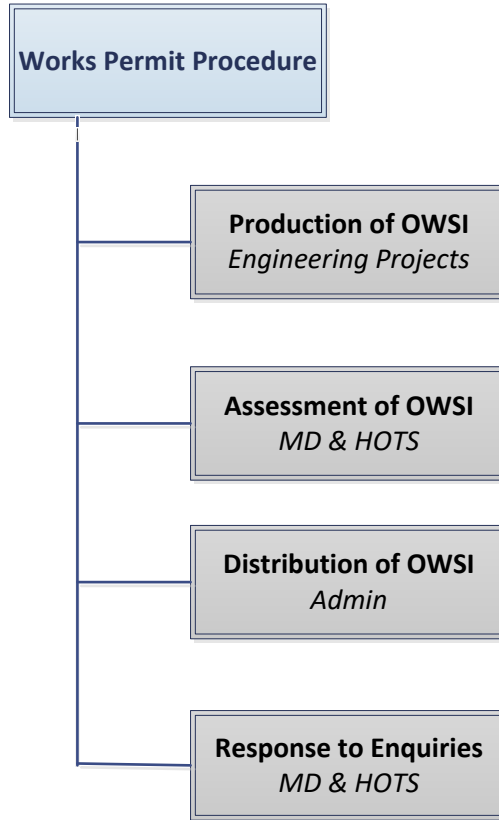 Works Permit Procedure
Production of OWSI
Engineering Projects
Assessment of OWSI
MD & HOTS
Distribution of OWSI
Admin
Response to Enquiries
MD & HOTS